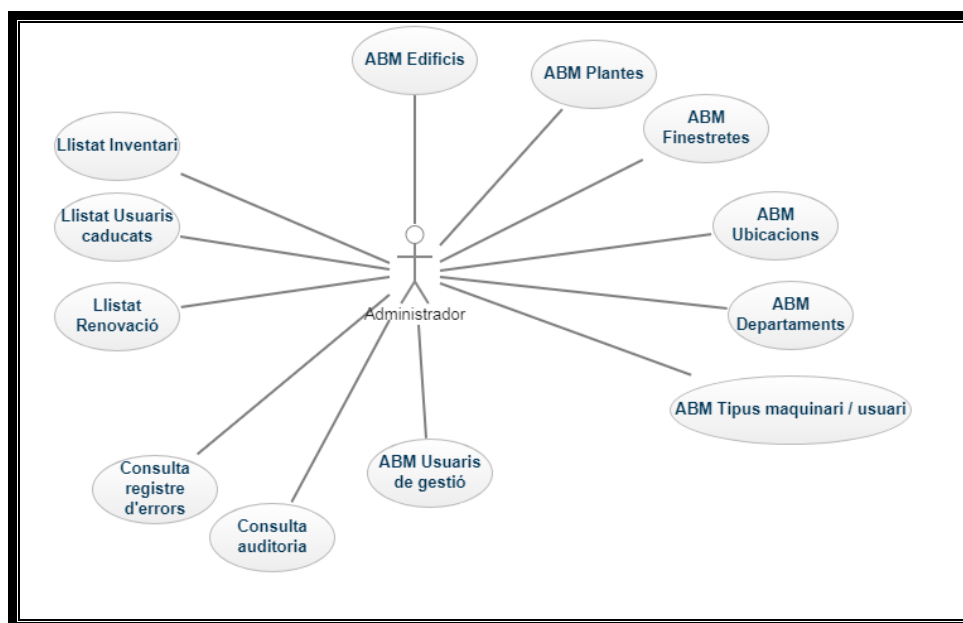 ABM Edificis
ABM Plantes
ABM
Finestretes
Llistat Inventari
Llistat Usuaris
caducats
ABM
Ubicacions
Llistat
Renovació
ABM
Departaments
Administrador
ABM Tipus maquinari / usuari
ABM Usuaris
de gestió
Consulta
registre
d'errors
Consulta
auditoria